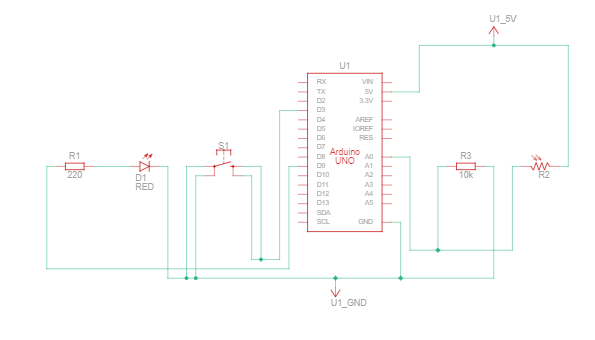 U1_5V
U1
RX VIN
TX 5V
D2 3.3V
D3
D4 AREF
D5 IOREF
D6 RES
D7
D8 A0
D9 A1
D10 A2
D11 A3
D12 A4
D13 A5
SDA
SCL GND
Arduino
UNO
R1
220
D1
RED
S1
R3
10k
R2
U1_GND